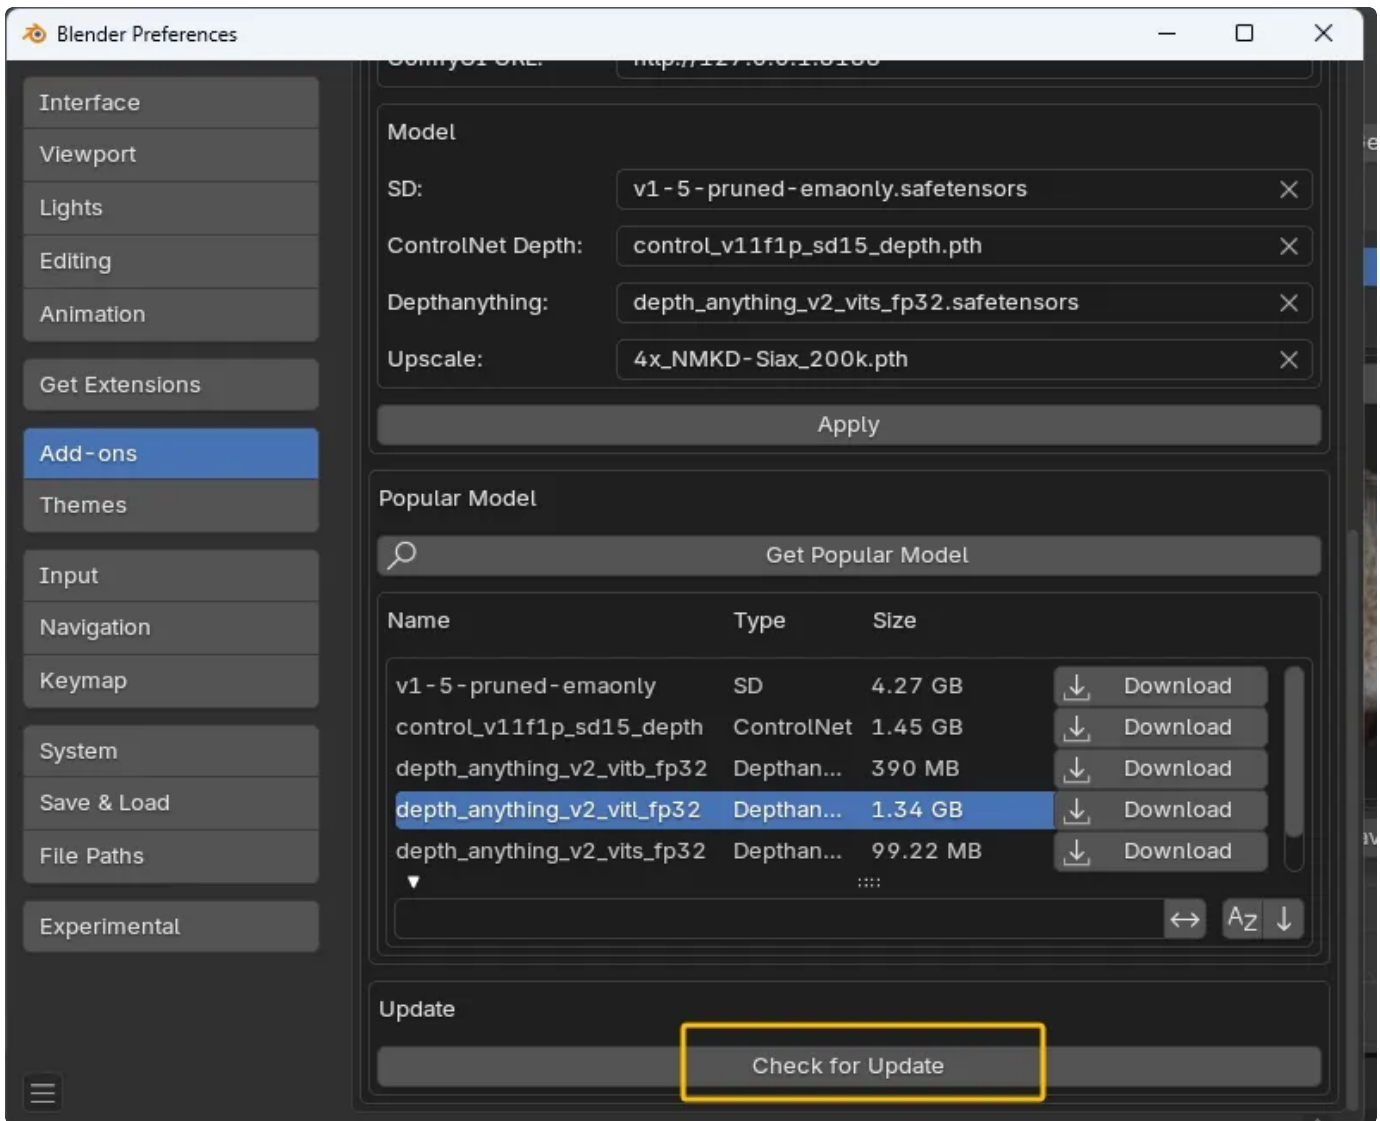 Blender Preferences
Interface
Viewport
Lights
Editing
Animation
Get Extensions
Add-ons
Themes
Input
Navigation
Keymap
System
Save & Load
File Paths
Experimental
Model
SD: v1-5-pruned-emaonly.safetensors
ControlNet Depth: control_v11f1p_sd15_depth.pth
Depthanything: depth_anything_v2_vits_fp32.safetensors
Upscale: 4x_NMKD-Siax_200k.pth
Apply
Popular Model
Get Popular Model
Name Type Size
v1-5-pruned-emaonly SD 4.27 GB Download
control_v11f1p_sd15_depth ControlNet 1.45 GB Download
depth_anything_v2_vitb_fp32 Depthan... 390 MB Download
depth_anything_v2_vitl_fp32 Depthan... 1.34 GB Download
depth_anything_v2_vits_fp32 Depthan... 99.22 MB Download
AZ
Update
Check for Update